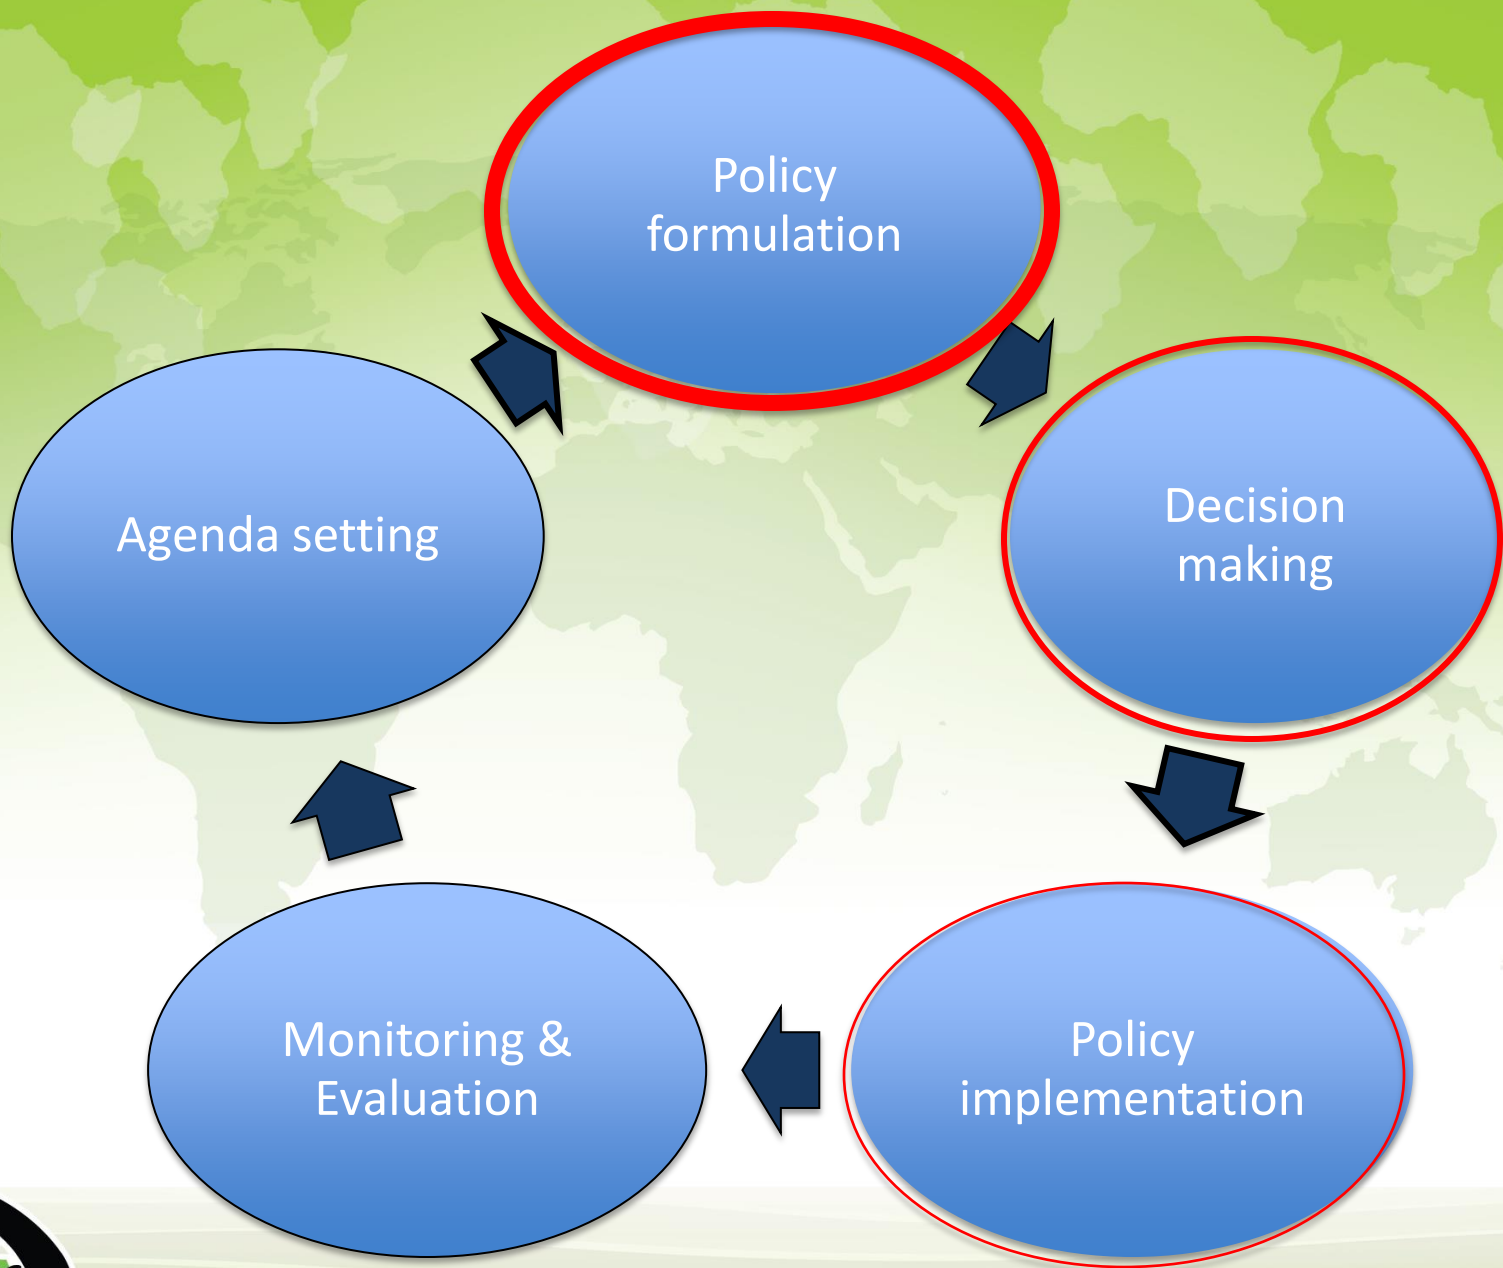 Policy
formulation
Decision
making
Policy
implementation
Monitoring &
Evaluation
Agenda setting